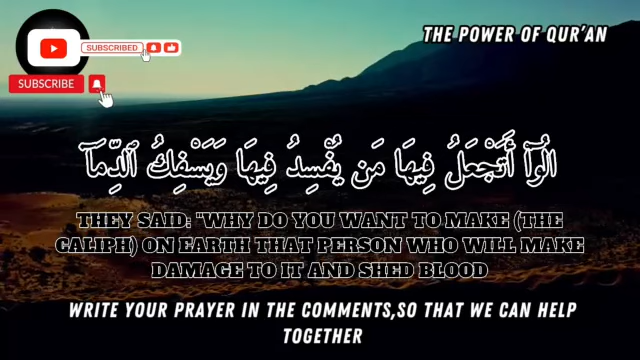 THE POWER OF QUR'AN
SUBSCRIBED
SUBSCRIBE
الُوٓا۟ أَتَجْعَلُ فِيهَا مَن يُفْسِدُ فِيهَا وَيَسْفِكُ ٱلدِّمَآ
THEY SAID: "WHY DO YOU WANT TO MAKE (THE
CALIPH) ON EARTH THAT PERSON WHO WILL MAKE
DAMAGE TO IT AND SHED BLOOD
WRITE YOUR PRAYER IN THE COMMENTS,SO THAT WE CAN HELP
TOGETHER